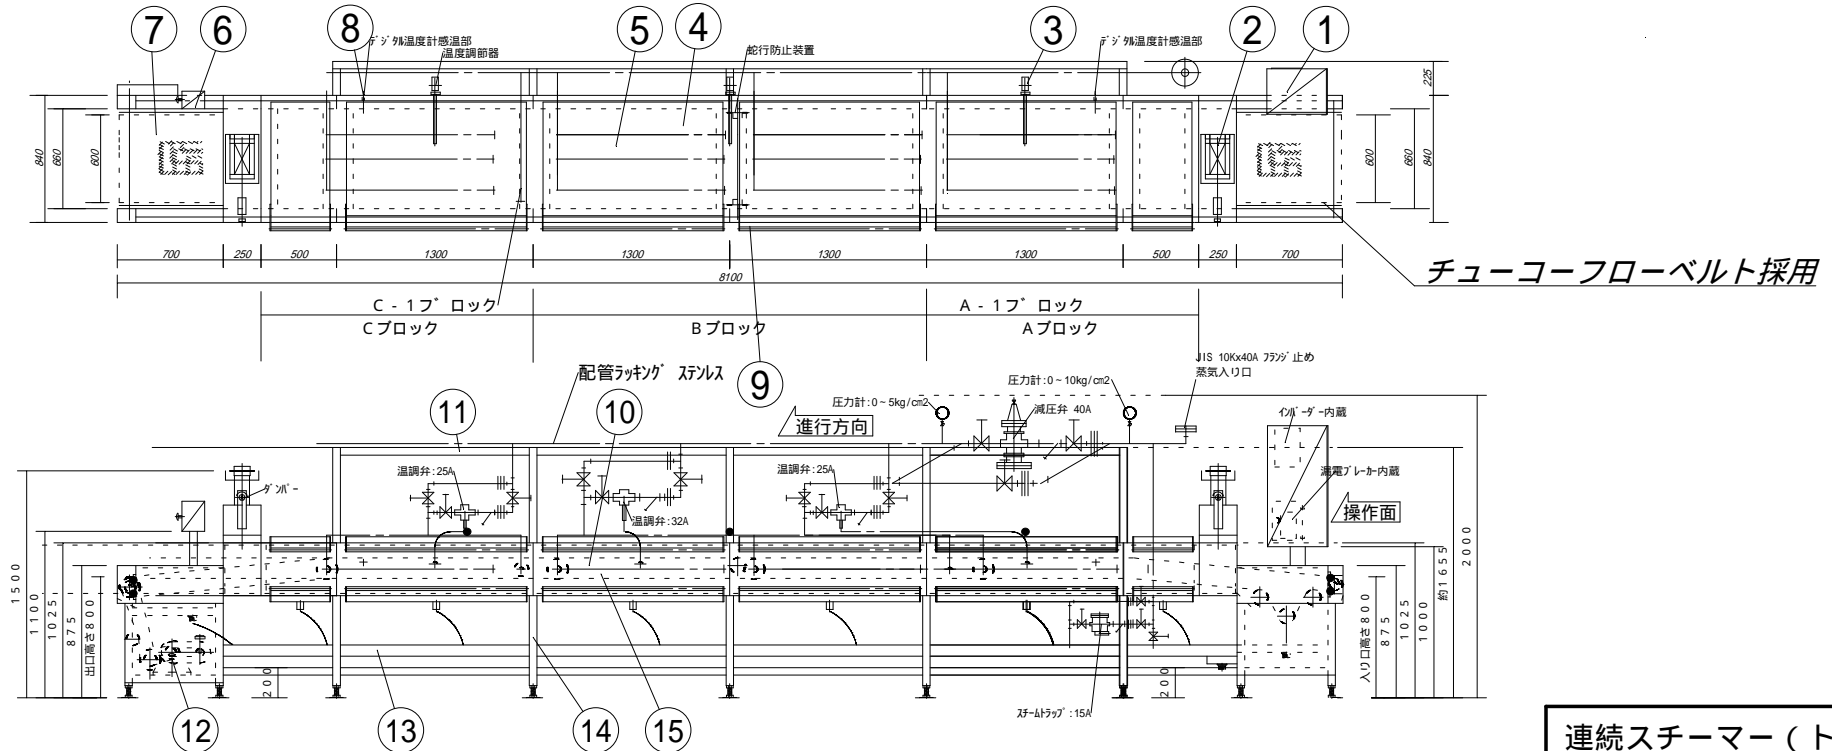 7
6
8
5
4
3
2
1
デジタル温度計感温部
温度調節器
蛇行防止装置
デジタル温度計感温部
225
840
660
600
600
660
840
700
250
500
1300
1300
1300
1300
500
250
700
8100
チューコーフローベルト採用
C - 1ブロック
A - 1ブロック
Cブロック
Bブロック
Aブロック
9
配管ラッキング ステンレス
JIS 10Kx40A フランジ止め
蒸気入り口
11
10
進行方向
圧力計:0~5kg/cm2
圧力計:0~10kg/cm2
減圧弁 40A
インバーダー内蔵
漏電ブレーカー内蔵
操作面
ダンパー
温調弁:25A
温調弁:32A
温調弁:25A
1500
1100
1025
875
出口高さ800
200
200
入り口高さ800
875
1025
1000
約1655
2000
スチームトラップ:15A
12
13
14
15
連続スチーマー(ト